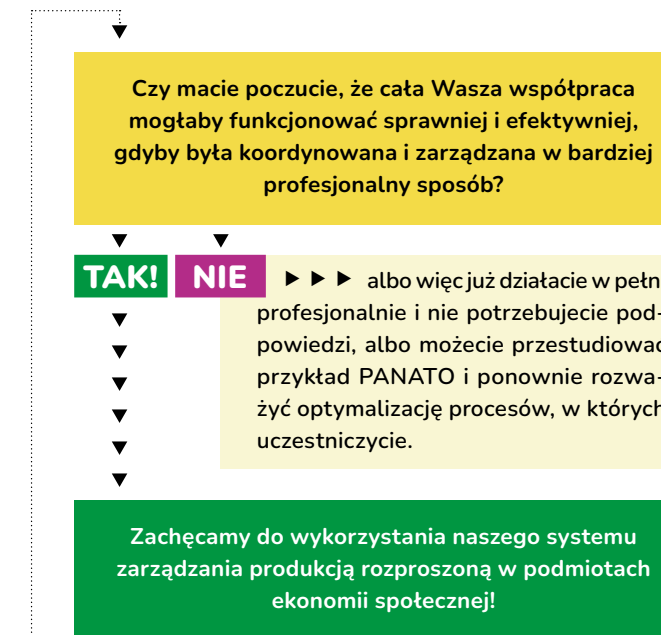 Czy macie poczucie, że cała Wasza współpraca
mogłaby funkcjonować sprawniej i efektywniej,
gdyby była koordynowana i zarządzana w bardziej
profesjonalny sposób?
TAK! NIE ▶ ▶ ▶ albo więc już działacie w pełn
profesjonalnie i nie potrzebujecie pod-
powiedzi, albo możecie przestudiować
przykład PANATO i ponownie rozwa-
żyć optymalizację procesów, w których
uczestniczycie.
Zachęcamy do wykorzystania naszego systemu
zarządzania produkcją rozproszoną w podmiotach
ekonomii społecznej!